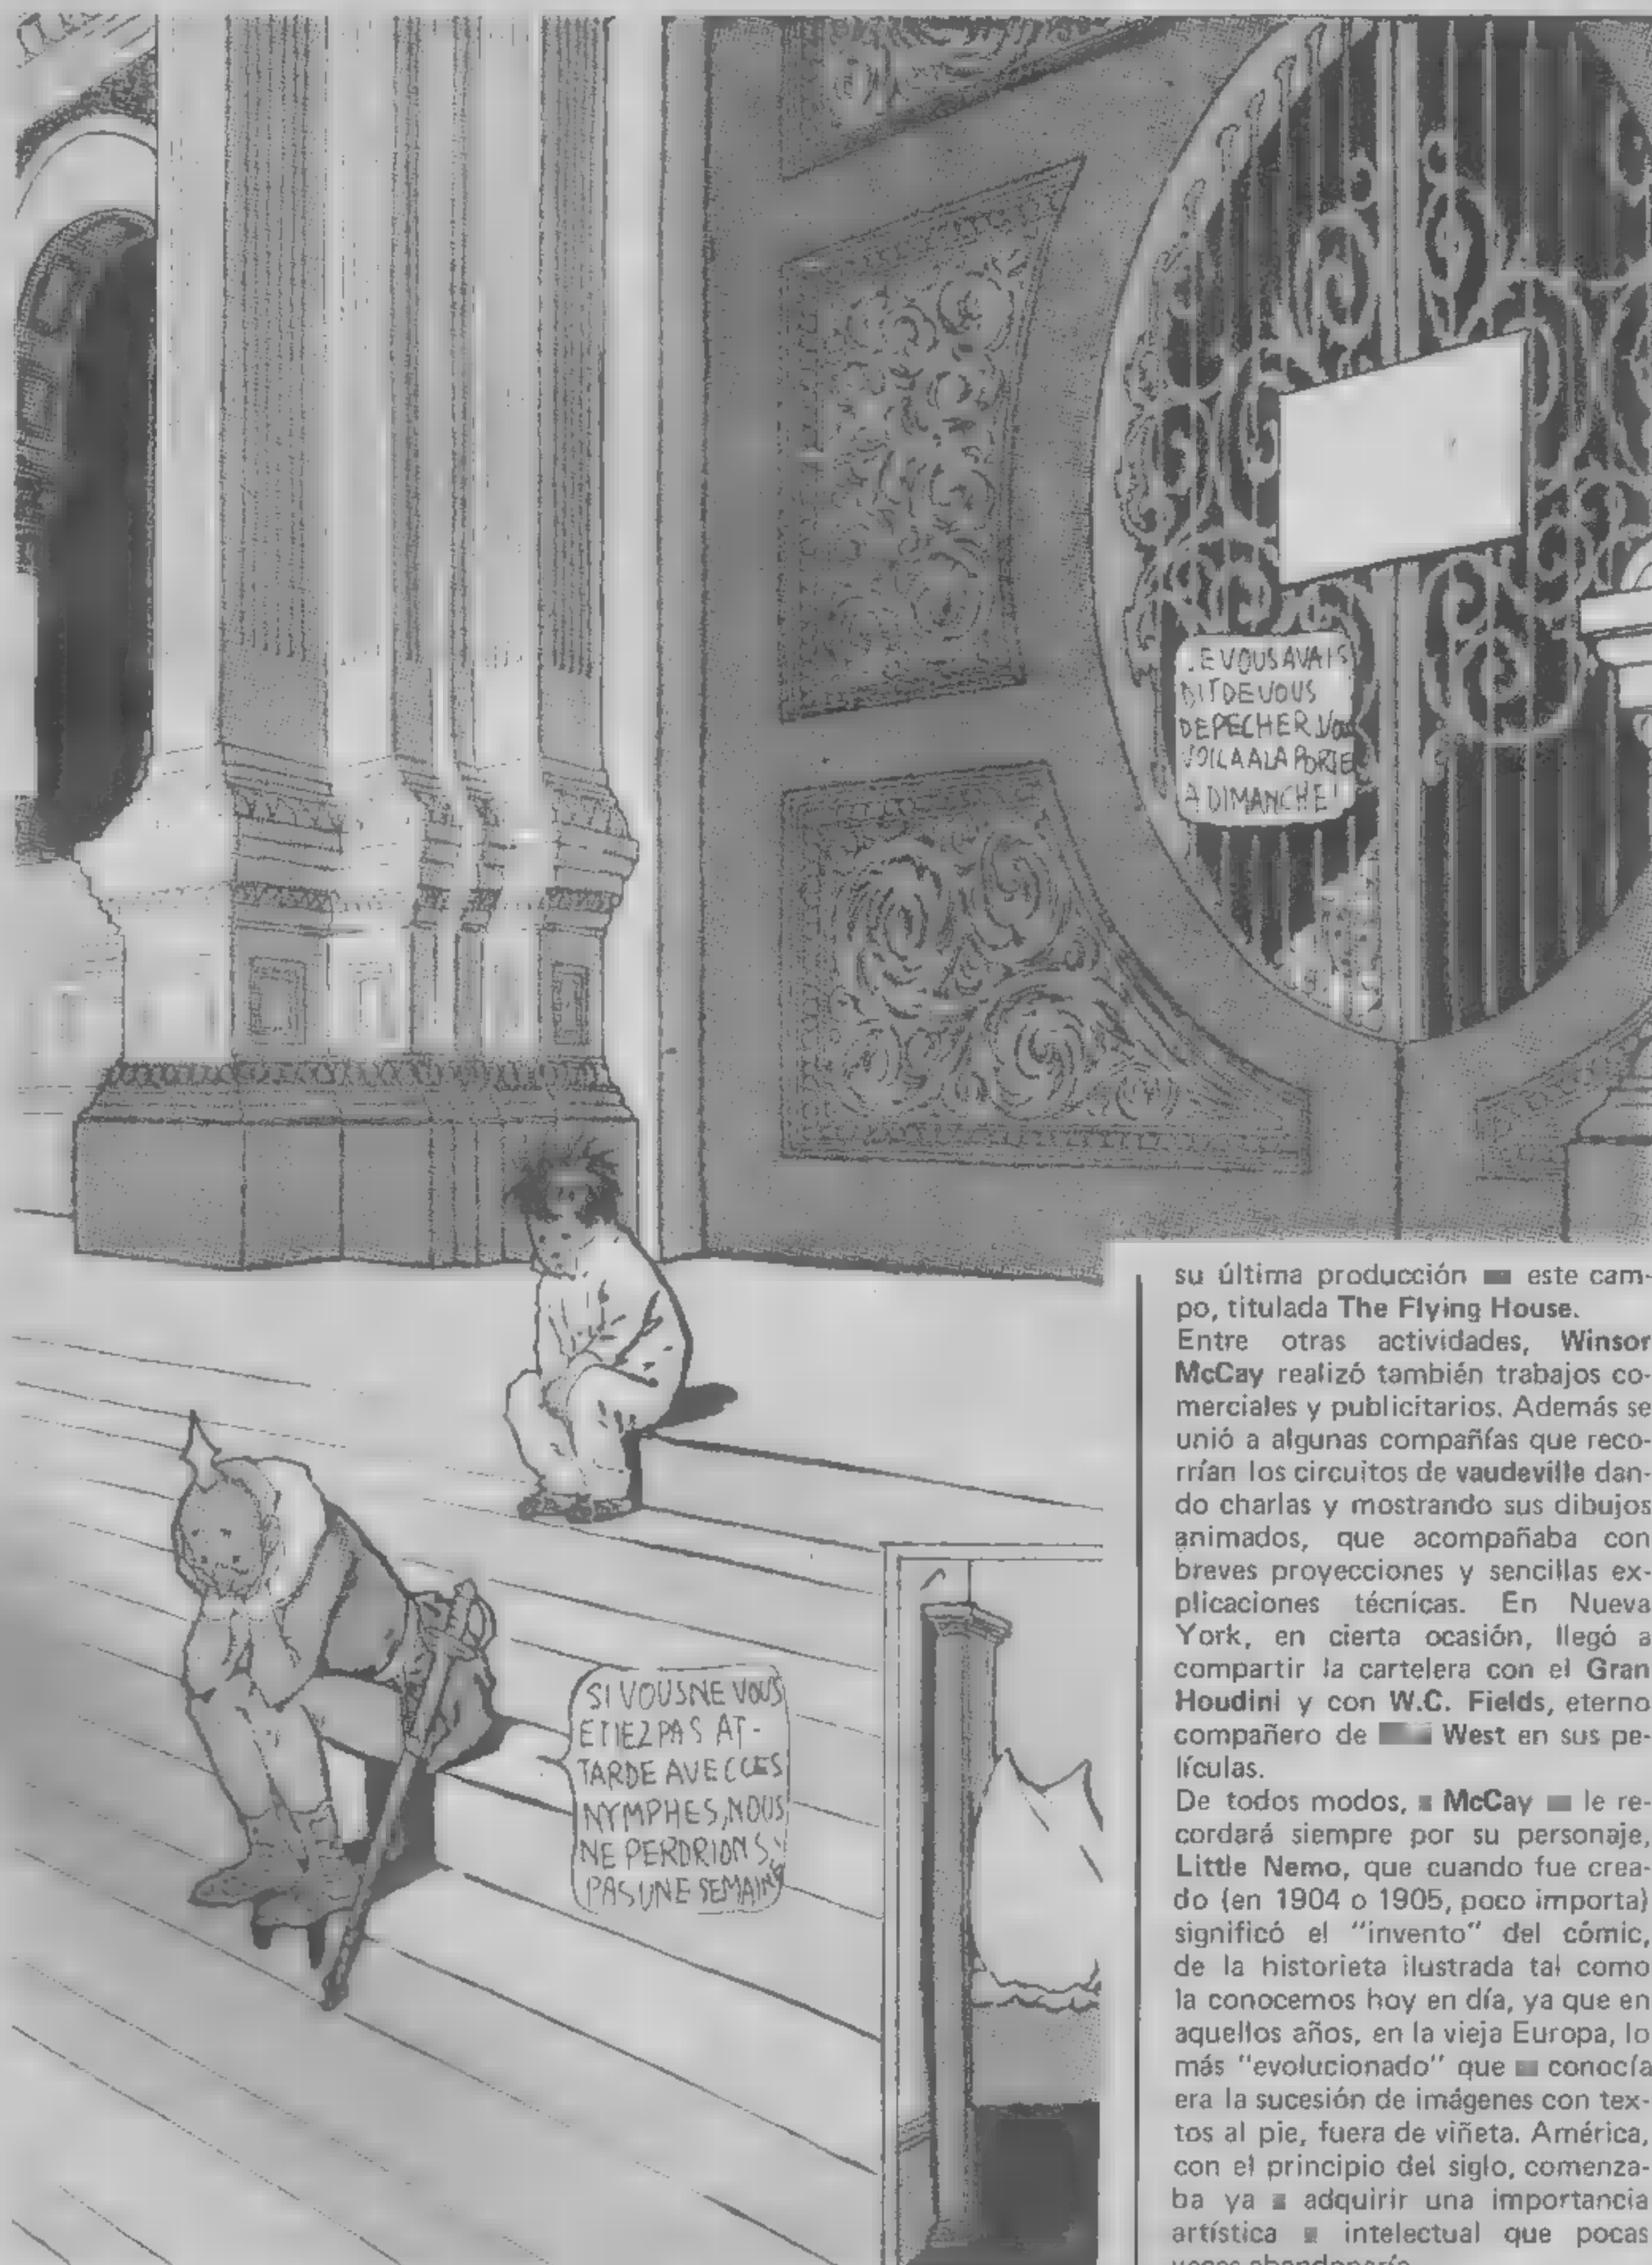 .E VOUS AVAIS
DIT DE VOUS
DEPECHER VOUS
VOILA A LA PORTE
A DIMANCHE!
SI VOUS NE VOUS
ETIEZ PAS AT-
TARDE AVEC CES
NYMPHES, NOUS
NE PERDRIONS
PAS UNE SEMAINE
su última producción este cam-
po, titulada The Flying House.
Entre otras actividades, Winsor
McCay realizó también trabajos co-
merciales y publicitarios. Además se
unió a algunas compañías que reco-
rrían los circuitos de vaudeville dan-
do charlas y mostrando sus dibujos
animados, que acompañaba con
breves proyecciones y sencillas ex-
plicaciones técnicas. En Nueva
York, en cierta ocasión, llegó a
compartir la cartelera con el Gran
Houdini y con W.C. Fields, eterno
compañero de West en sus pe-
lículas.
De todos modos, McCay le re-
cordará siempre por su personaje,
Little Nemo, que cuando fue crea-
do (en 1904 o 1905, poco importa)
significó el "invento" del cómic,
de la historieta ilustrada tal como
la conocemos hoy en día, ya que en
aquellos años, en la vieja Europa, lo
más "evolucionado" que conocía
era la sucesión de imágenes con tex-
tos al pie, fuera de viñeta. América,
con el principio del siglo, comenza-
ba ya adquirir una importancia
artística intelectual que pocas